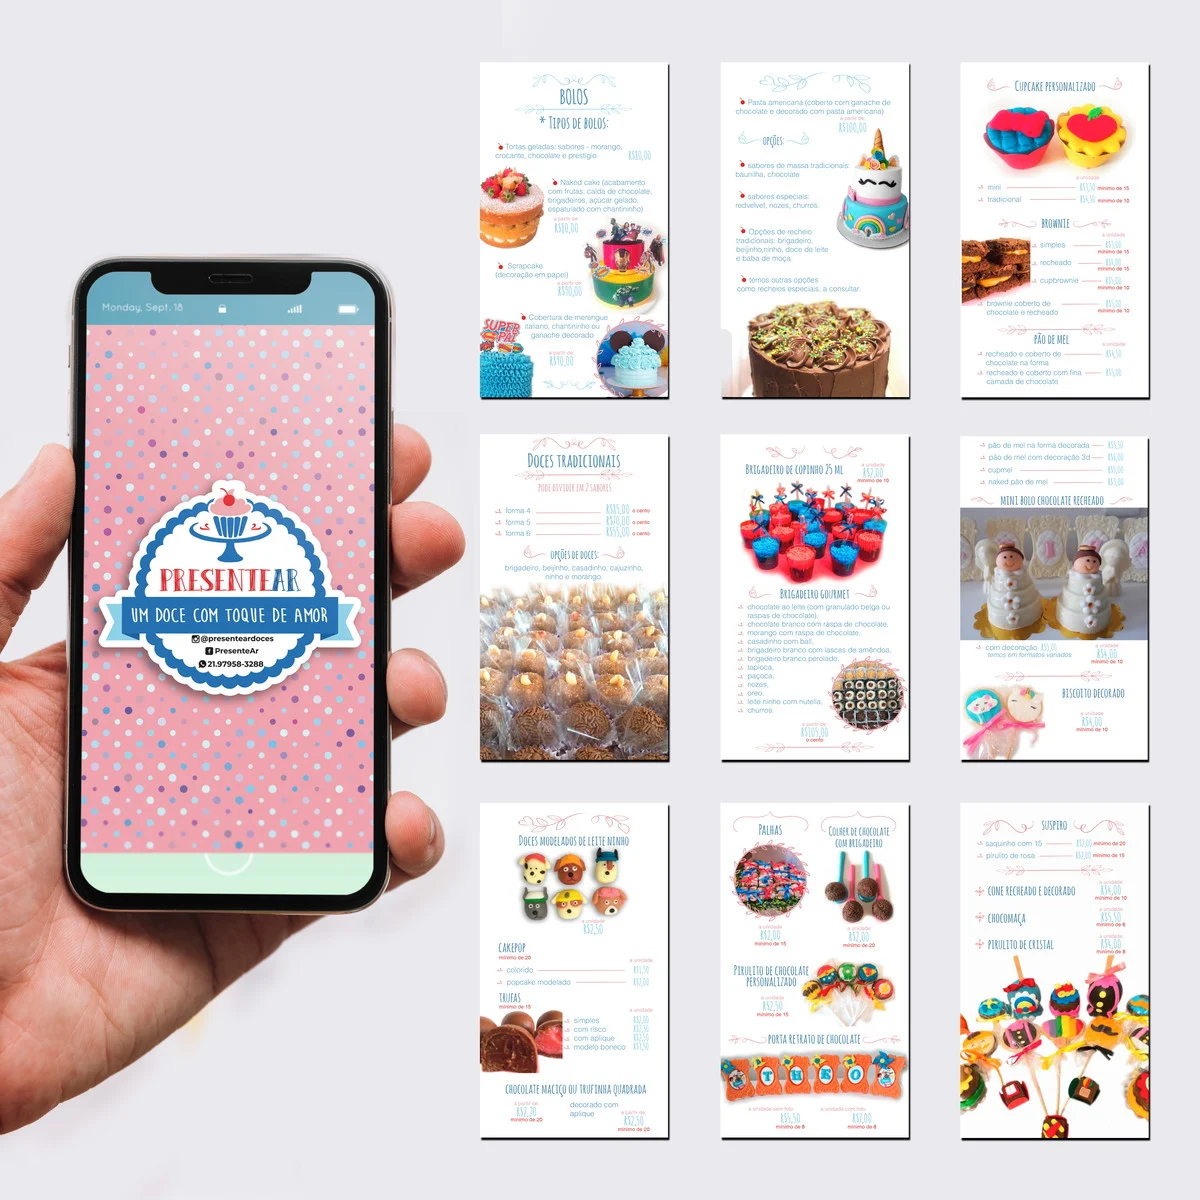 Monday, Sept. 18
PRESENTEAR
UM DOCE COM TOQUE DE AMOR
@presenteardoces
PresenteAr
21.97958-3288
BOLOS
* TIPOS DE BOLOS:
Tortas geladas: sabores - morango,
crocante, chocolate e prestígio
R$80,00
Naked cake (acabamento
com frutas, calda de chocolate,
brigadeiros, açúcar gelado,
espatulado com chantininho)
a partir de
R$80,00
Scrapcake
(decoração em papel)
a partir de
R$90,00
Cobertura de merengue
italiano, chantininho ou
ganache decorado
a partir de
R$90,00
SUPER
PAI
Pasta americana (coberto com ganache de
chocolate e decorado com pasta americana)
a partir de
R$100,00
OPÇÕES:
sabores de massa tradicionais:
baunilha, chocolate
sabores especiais:
redvelvet, nozes, churros.
Opções de recheio
tradicionais: brigadeiro,
beijinho,ninho, doce de leite
e baba de moça.
temos outras opções
como recheios especiais, a consultar.
CUPCAKE PERSONALIZADO
a unidade
mini R$3,50 mínimo de 15
tradicional R$4,50 mínimo de 10
BROWNIE
a unidade
simples R$3,00
mínimo de 15
recheado R$4,00
mínimo de 15
cupbrownie R$5,00
mínimo de 10
brownie coberto de R$5,00
chocolate e recheado mínimo de 10
PÃO DE MEL
a unidade
recheado e coberto de R$4,50
chocolate na forma
recheado e coberto com fina R$5,00
camada de chocolate
DOCES TRADICIONAIS
PODE DIVIDIR EM 2 SABORES
forma 4 R$85,00 o cento
forma 5 R$70,00 o cento
forma 6 R$55,00 o cento
OPÇÕES DE DOCES:
brigadeiro, beijinho, casadinho, cajuzinho,
ninho e morango.
BRIGADEIRO DE COPINHO 25 ML
a unidade
R$2,00
mínimo de 10
BRIGADEIRO GOURMET
chocolate ao leite (com granulado belga ou
raspas de chocolate),
chocolate branco com raspa de chocolate,
morango com raspa de chocolate,
casadinho com ball,
brigadeiro branco com lascas de amêndoa,
brigadeiro branco perolado,
tapioca,
paçoca,
nozes,
oreo,
leite ninho com nutella,
churros.
a partir de
R$105,00
o cento
pão de mel na forma decorada R$5,50
pão de mel com decoração 3d R$6,00
cupmel R$5,00
naked pão de mel R$3,00
MINI BOLO CHOCOLATE RECHEADO
com decoração R$5,00
temos em formatos variados
a unidade
R$4,00
mínimo de 10
BISCOITO DECORADO
a unidade
R$4,00
mínimo de 10
DOCES MODELADOS DE LEITE NINHO
a unidade
R$2,50
CAKEPOP
mínimo de 20
a unidade
colorido R$1,50
popcake modelado R$2,00
TRUFAS
mínimo de 15
a unidade
simples R$2,00
com risco R$2,50
com aplique R$2,50
modelo boneco R$3,50
CHOCOLATE MACIÇO OU TRUFINHA QUADRADA
a partir de
R$2,20
mínimo de 20
decorado com
aplique
a partir de
R$2,50
mínimo de 20
PALHAS
a unidade
R$2,00
mínimo de 15
COLHER DE CHOCOLATE
COM BRIGADEIRO
a unidade
R$2,00
mínimo de 20
PIRULITO DE CHOCOLATE
PERSONALIZADO
a unidade
R$2,50
mínimo de 15
PORTA RETRATO DE CHOCOLATE
THEO
a unidade sem foto
R$5,50
mínimo de 8
a unidade com foto
R$7,00
mínimo de 8
SUSPIRO
a unidade
saquinho com 15 R$2,00 mínimo de 20
pirulito de rosa R$2,00 mínimo de 15
CONE RECHEADO E DECORADO
a unidade
R$4,00
mínimo de 10
CHOCOMAÇA
a unidade
R$5,50
mínimo de 8
PIRULITO DE CRISTAL
a unidade
R$4,00
mínimo de 8